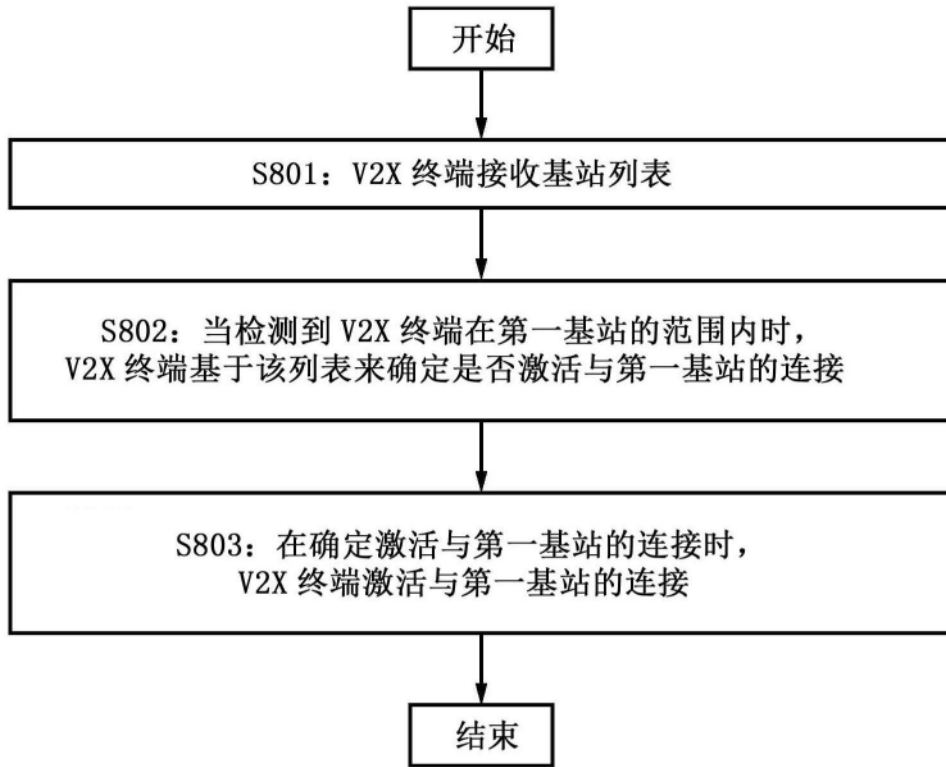 开始
S801: V2X 终端接收基站列表
S802: 当检测到 V2X 终端在第一基站的范围内时，
V2X 终端基于该列表来确定是否激活与第一基站的连接
S803: 在确定激活与第一基站的连接时，
V2X 终端激活与第一基站的连接
结束